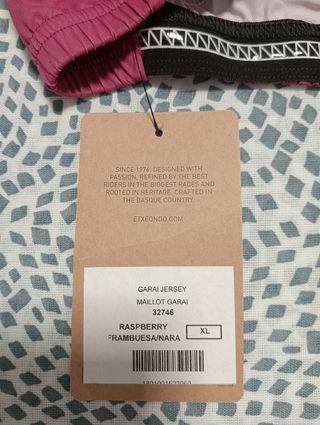 SINCE 1976. DESIGNED WITH
PASSION, REFINED BY THE BEST
RIDERS IN THE BIGGEST RACES AND
ROOTED IN HERITAGE. CRAFTED IN
THE BASQUE COUNTRY.
ETXEONDO.COM
GARAI JERSEY
MAILLOT GARAI
32746
RASPBERRY
FRAMBUESA/NARA
XL